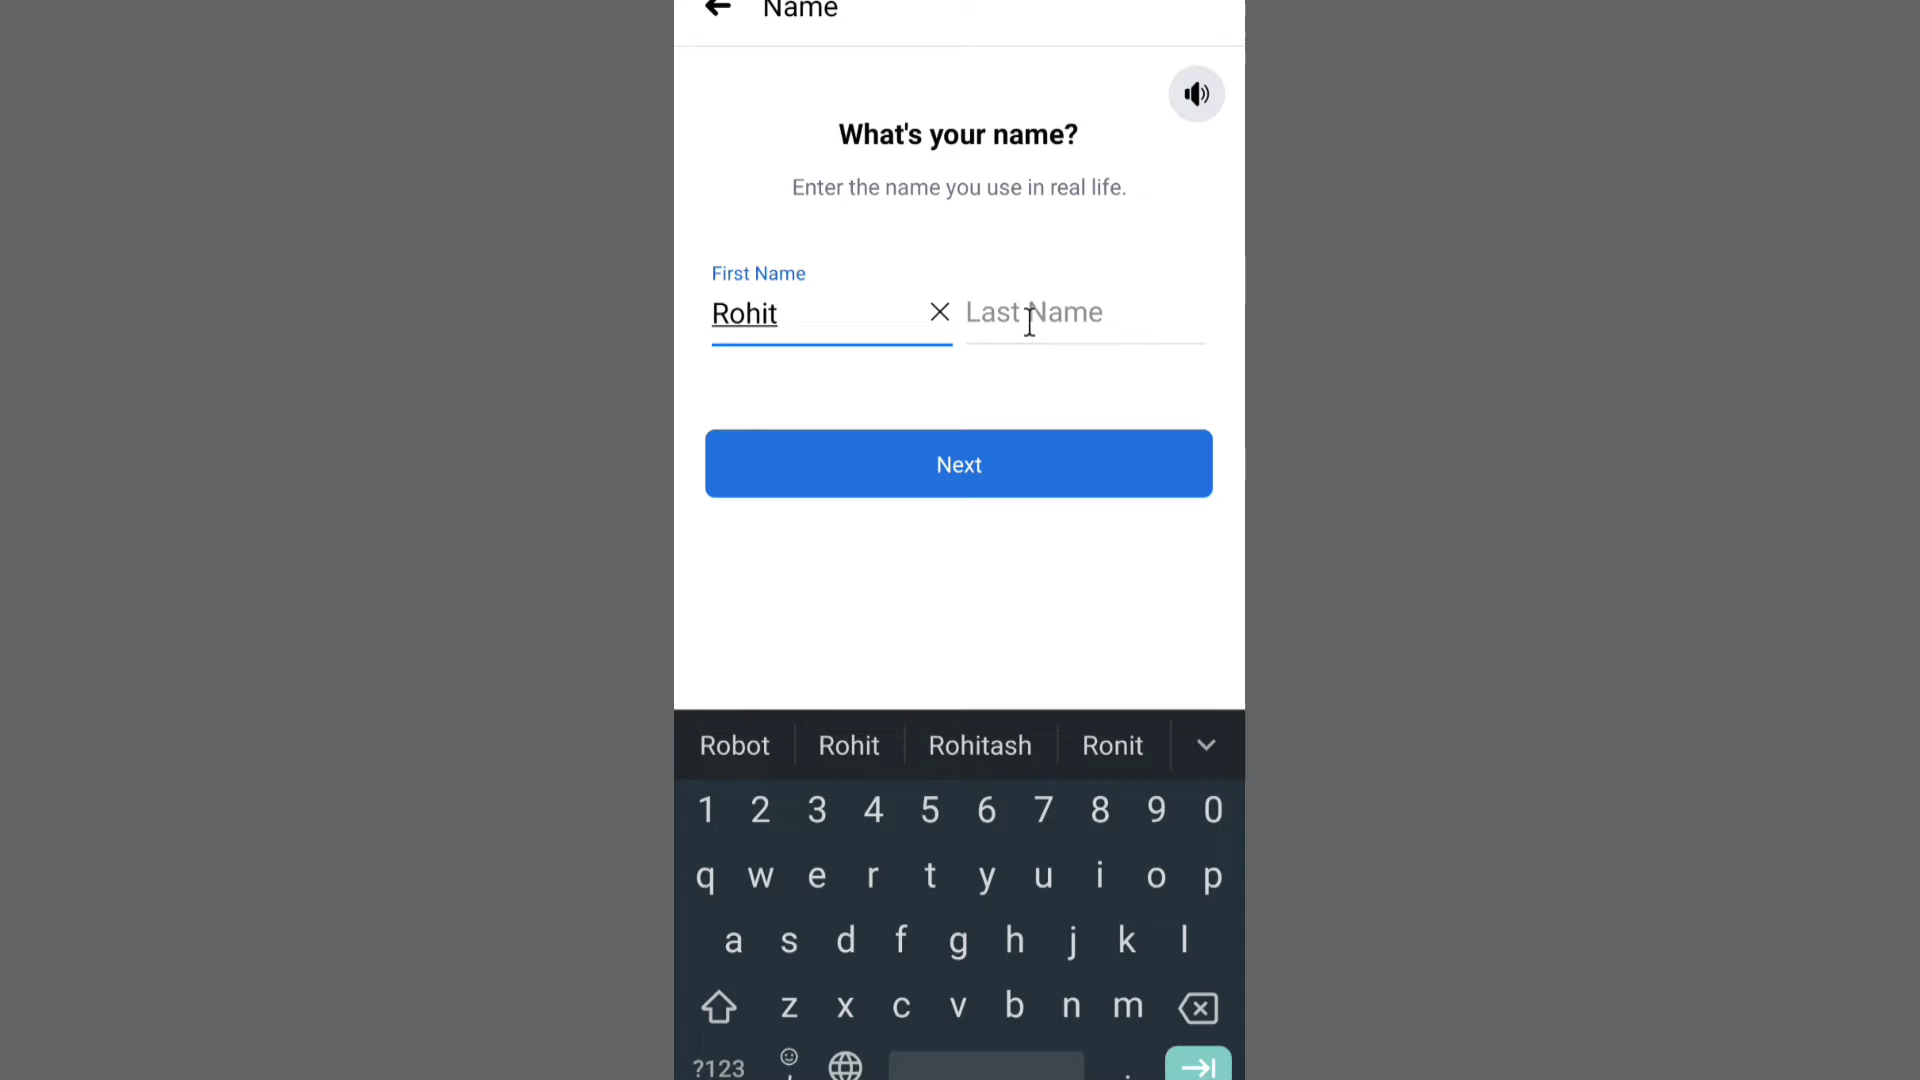 Name
What's your name?
Enter the name you use in real life.
First Name
Rohit Last Name
Next
Robot Rohit Rohitash Ronit
1 2 3 4 5 6 7 8 9 0
q w e r t y u i o p
a s d f g h j k l
z x c v b n m
?123 , .